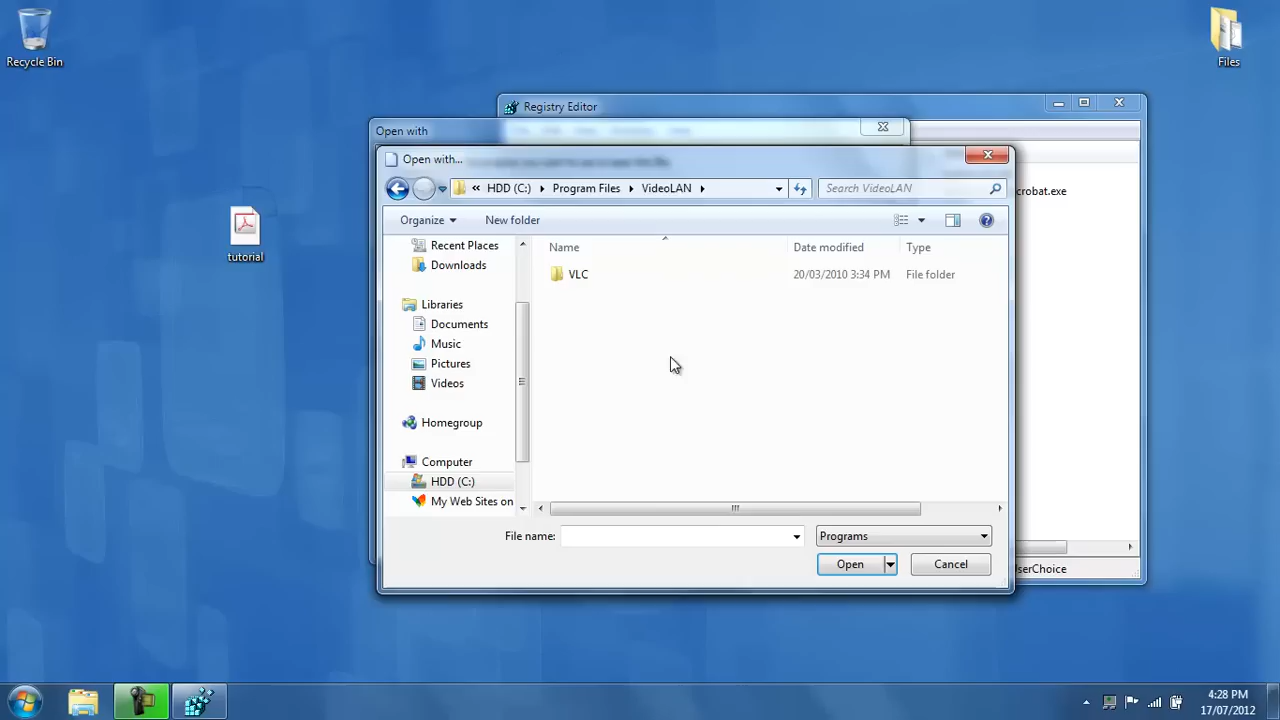 Recycle Bin
Files
tutorial
Registry Editor
Open with
acrobat.exe
UserChoice
Open with...
« HDD (C:) Program Files VideoLAN
Search VideoLAN
Organize
New folder
Recent Places
Downloads
Libraries
Documents
Music
Pictures
Videos
Homegroup
Computer
HDD (C:)
My Web Sites on
Name
Date modified
Type
VLC
20/03/2010 3:34 PM
File folder
File name:
Programs
Open
Cancel
4:28 PM
17/07/2012